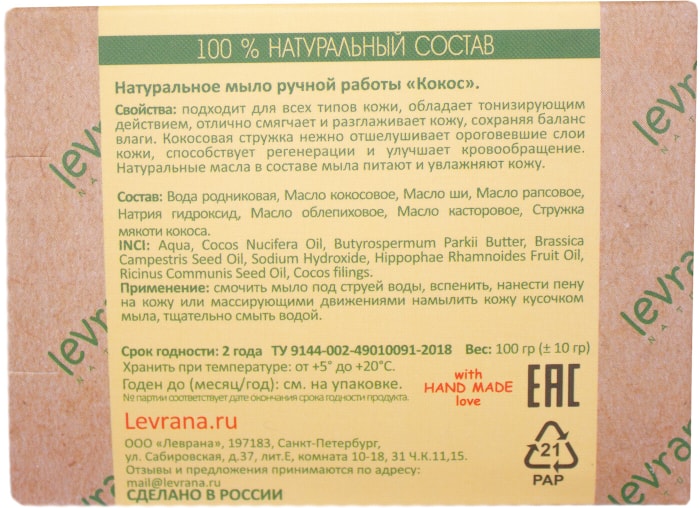 100 % НАТУРАЛЬНЫЙ СОСТАВ
Натуральное мыло ручной работы «Кокос».
Свойства: подходит для всех типов кожи, обладает тонизирующим
действием, отлично смягчает и разглаживает кожу, сохраняя баланс
влаги. Кокосовая стружка нежно отшелушивает ороговевшие слои
кожи, способствует регенерации и улучшает кровообращение.
Натуральные масла в составе мыла питают и увлажняют кожу.
Состав: Вода родниковая, Масло кокосовое, Масло ши, Масло рапсовое,
Натрия гидроксид, Масло облепиховое, Масло касторовое, Стружка
мякоти кокоса.
INCI: Aqua, Cocos Nucifera Oil, Butyrospermum Parkii Butter, Brassica
Campestris Seed Oil, Sodium Hydroxide, Hippophae Rhamnoides Fruit Oil,
Ricinus Communis Seed Oil, Cocos filings.
Применение: смочить мыло под струей воды, вспенить, нанести пену
на кожу или массирующими движениями намылить кожу кусочком
мыла, тщательно смыть водой.
Срок годности: 2 года ТУ 9144-002-49010091-2018 Вес: 100 гр (± 10 гр)
Хранить при температуре: от +5° до +20°С.
Годен до (месяц/год): см. на упаковке.
№ партии соответствует дате окончания срока годности продукта.
with
HAND MADE
love
EAC
Levrana.ru
ООО «Леврана», 197183, Санкт-Петербург,
ул. Сабировская, д.37, лит.Е, комната 10-18, 31 Ч.К.11,15.
Отзывы и предложения принимаются по адресу:
mail@levrana.ru
СДЕЛАНО В РОССИИ
21
PAP
levrana
levrana
levrana
levrana
levrana